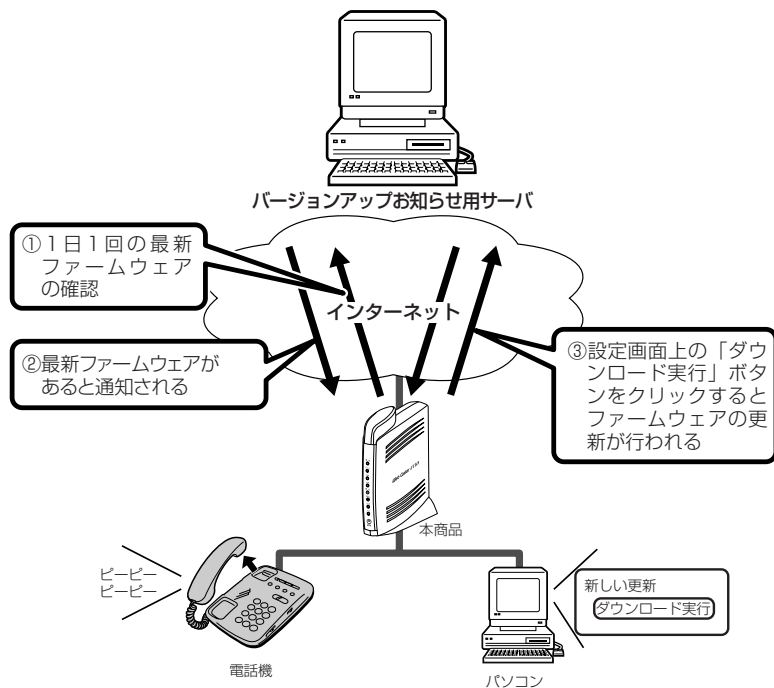 バージョンアップお知らせ用サーバ
①1日1回の最新
ファームウェア
の確認
インターネット
②最新ファームウェアが
あると通知される
③設定画面上の「ダウ
ンロード実行」ボタ
ンをクリックすると
ファームウェアの更
新が行われる
本商品
ピーピー
ピーピー
電話機
新しい更新
ダウンロード実行
パソコン